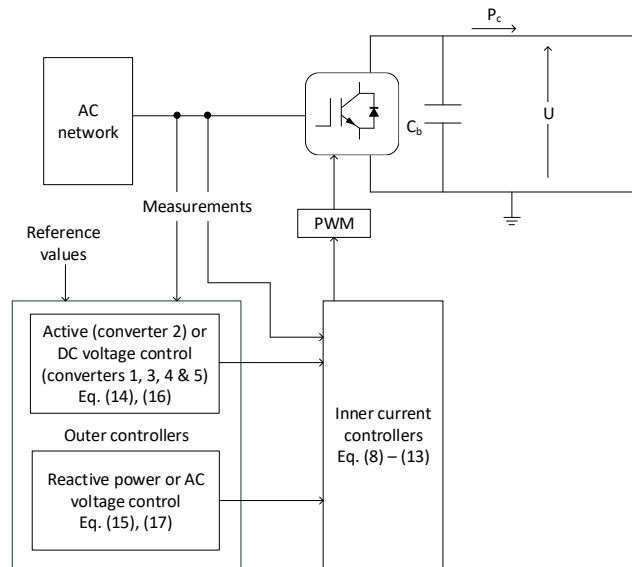 P_c
AC
network
C_b
U
Measurements
PWM
Reference
values
Active (converter 2) or
DC voltage control
(converters 1, 3, 4 & 5)
Eq. (14), (16)
Outer controllers
Reactive power or AC
voltage control
Eq. (15), (17)
Inner current
controllers
Eq. (8) – (13)